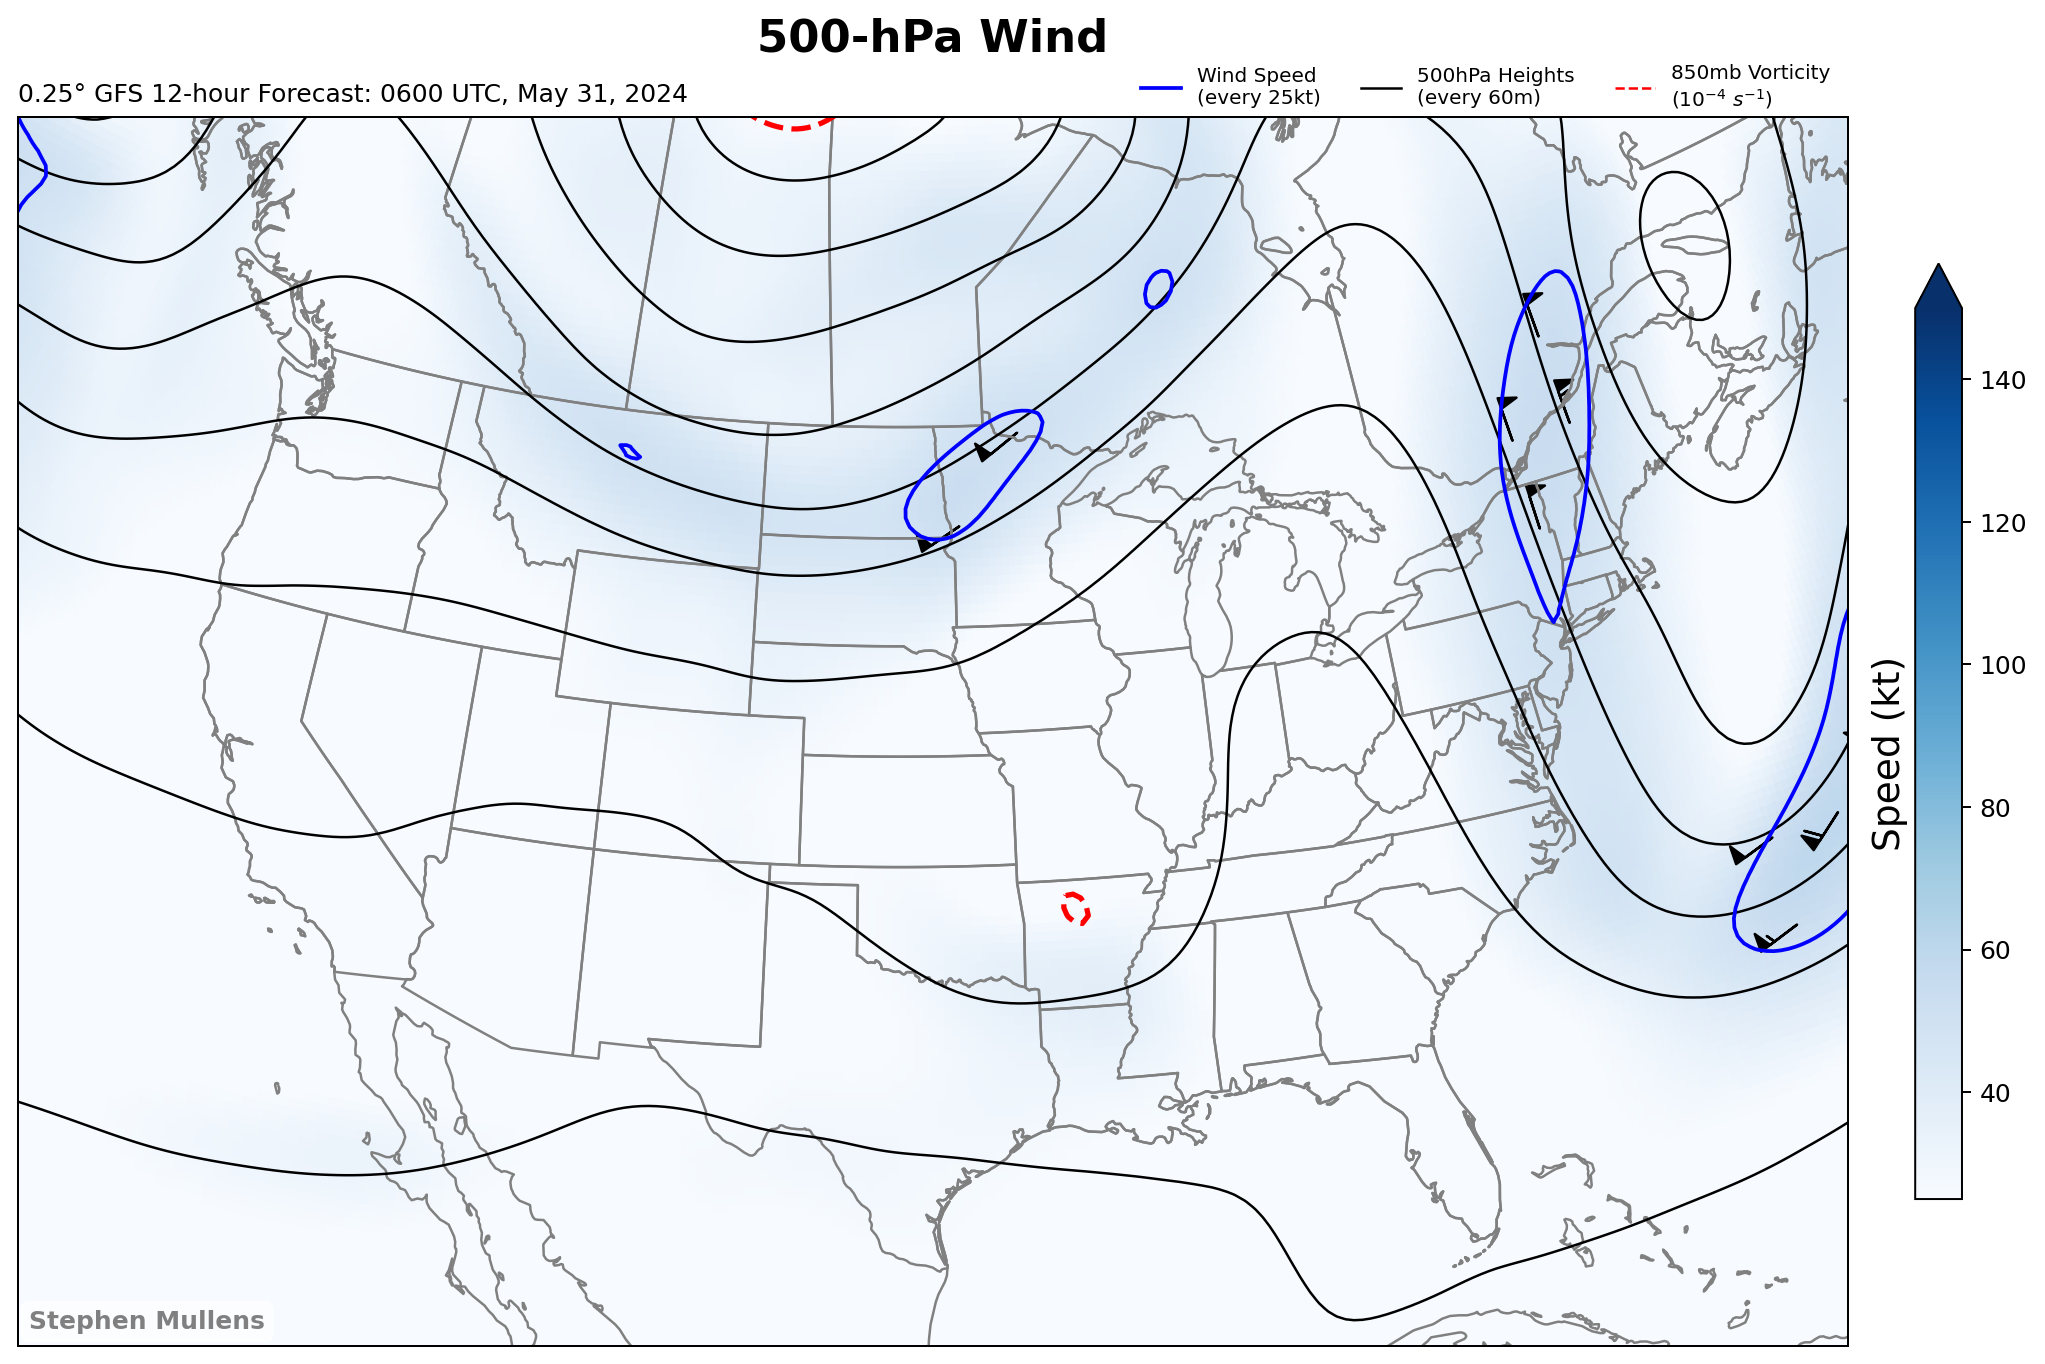 500-hPa Wind
0.25° GFS 12-hour Forecast: 0600 UTC, May 31, 2024
Wind Speed
(every 25kt)
500hPa Heights
(every 60m)
850mb Vorticity
(10⁻⁴ s⁻¹)
140
120
100
80
60
40
Speed (kt)
Stephen Mullens